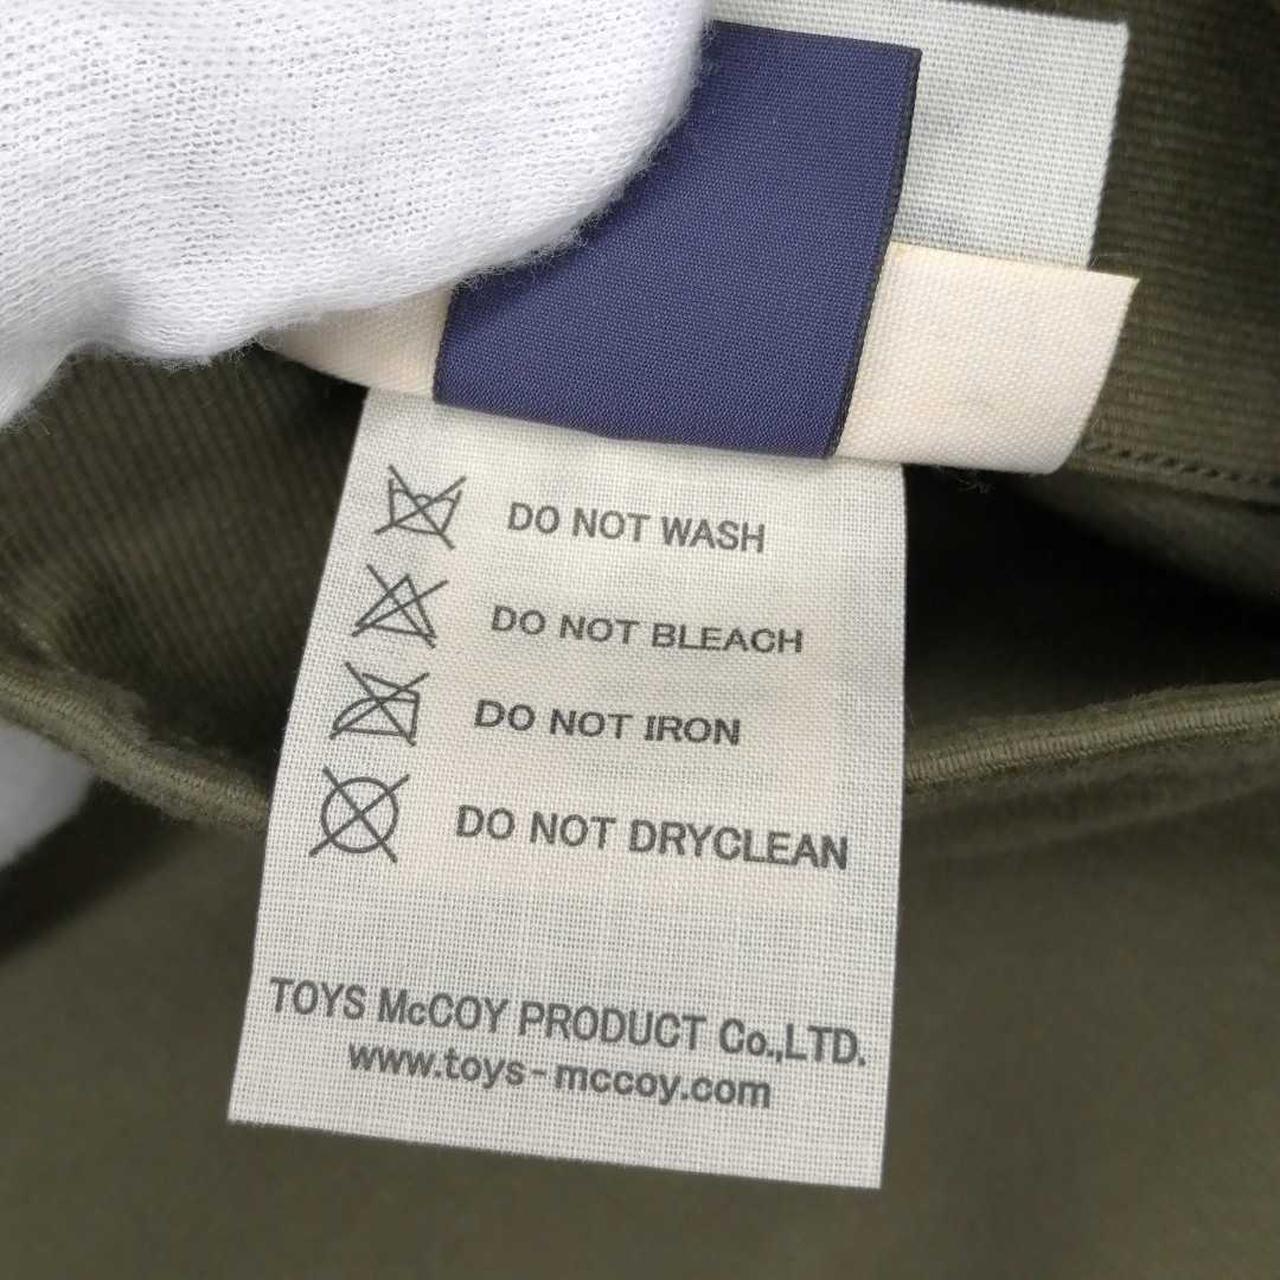 DO NOT WASH
DO NOT BLEACH
DO NOT IRON
DO NOT DRYCLEAN
TOYS McCOY PRODUCT Co.,LTD.
www.toys-mccoy.com